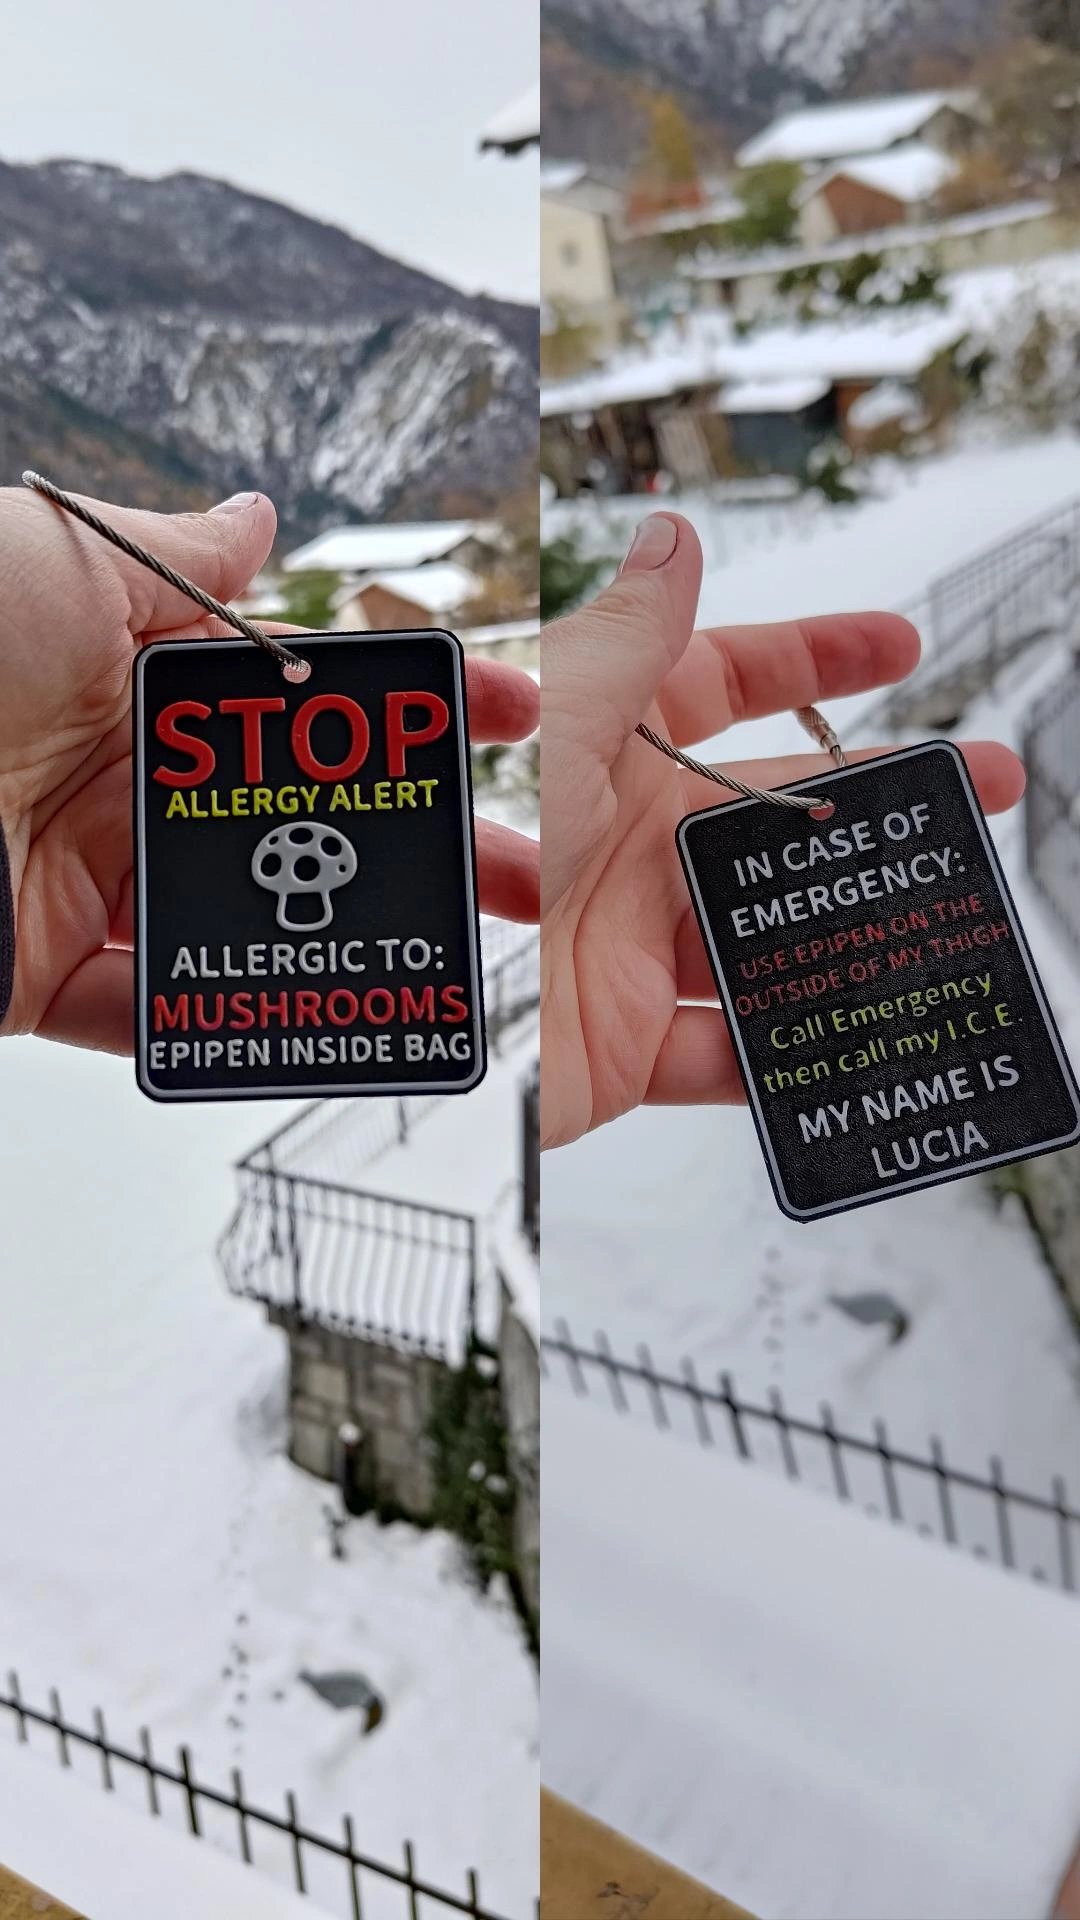 STOP
ALLERGY ALERT
ALLERGIC TO:
MUSHROOMS
EPIPEN INSIDE BAG
IN CASE OF
EMERGENCY:
USE EPIPEN ON THE
OUTSIDE OF MY THIGH
Call Emergency
then call my I.C.E.
MY NAME IS
LUCIA